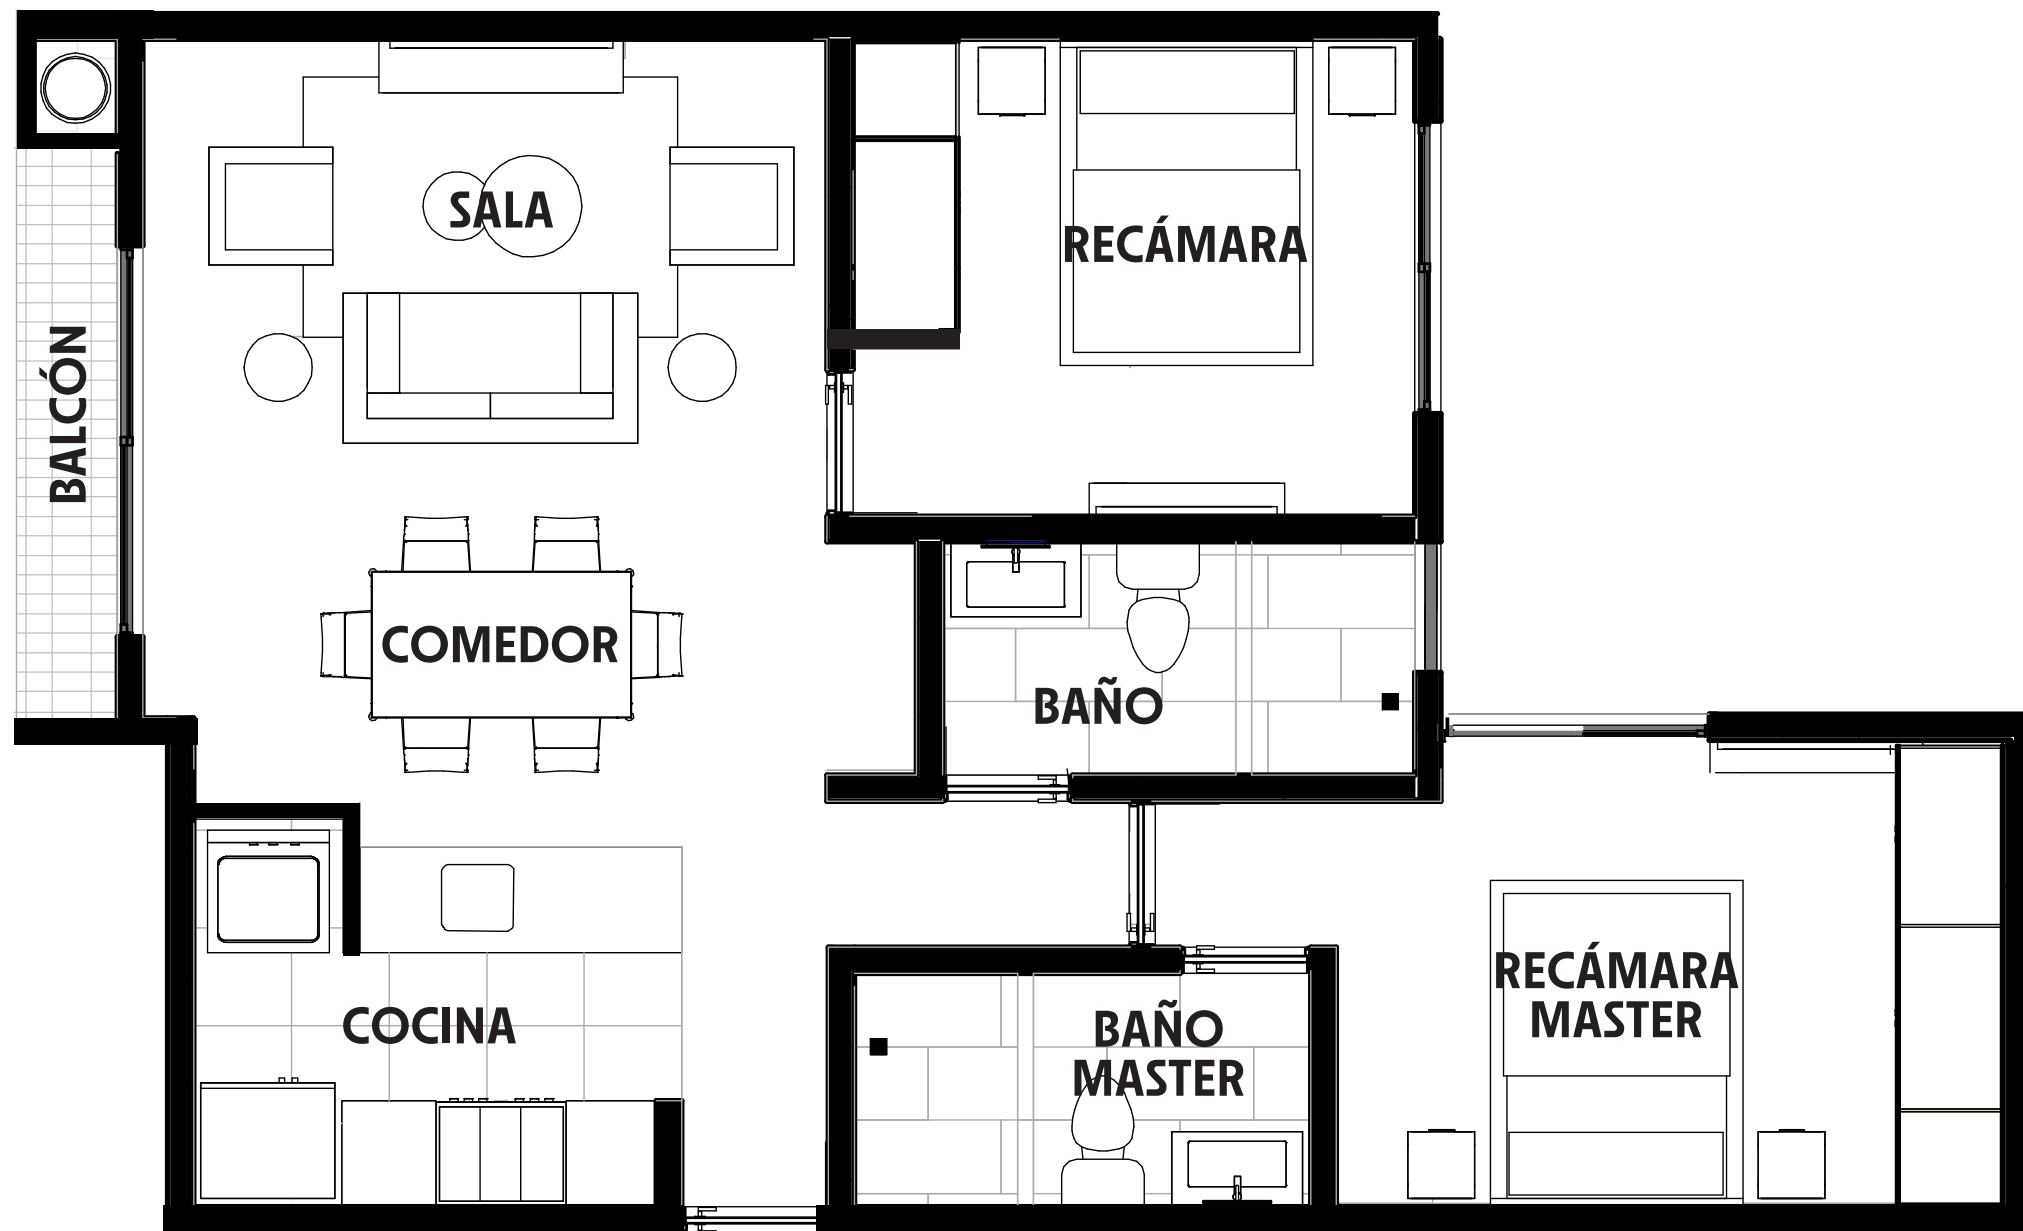 SALA
RECÁMARA
BALCÓN
COMEDOR
BAÑO
COCINA
BAÑO
MASTER
RECÁMARA
MASTER